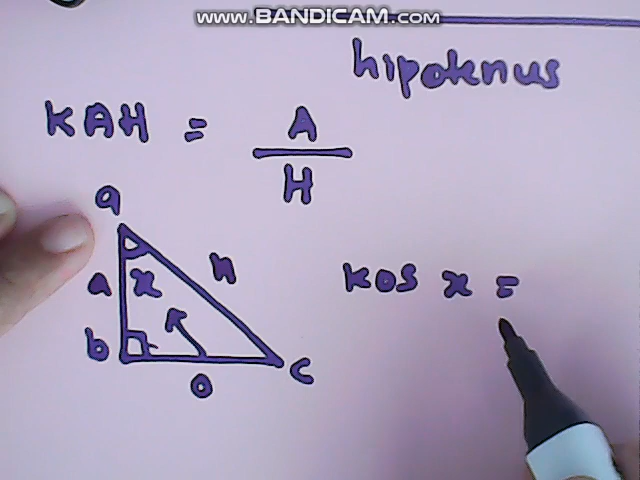 www.BANDICAM.com
hipotenus
KAH = A
H
a
a x h
kos x =
b c
o